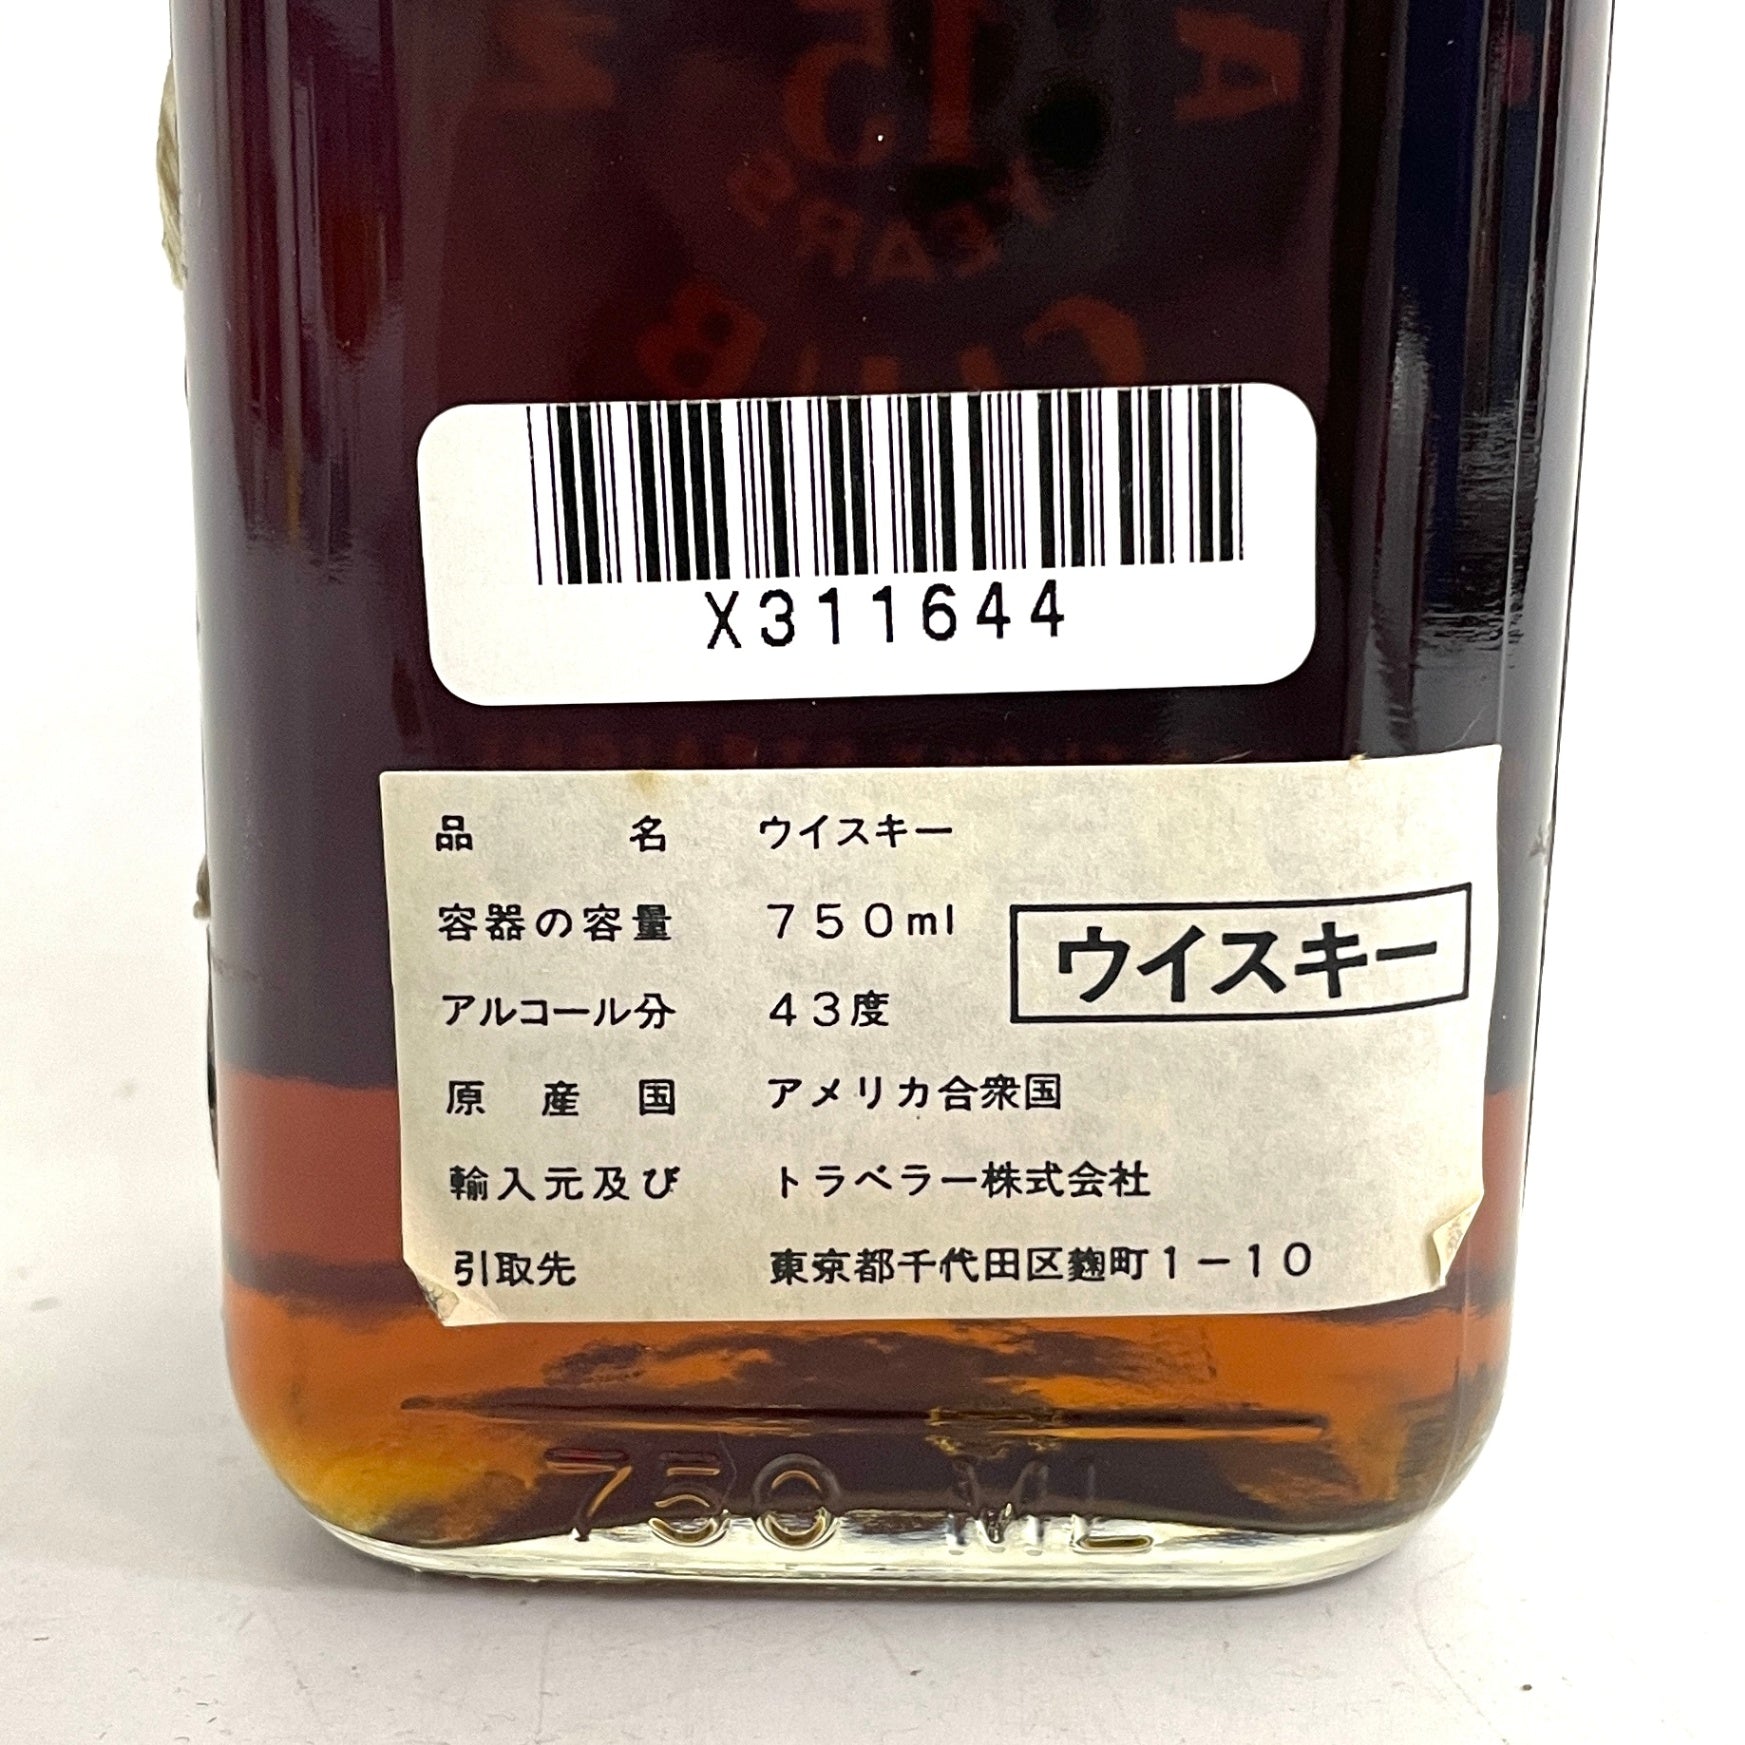 15
YEARS
CLUB
X311644
品名 ウイスキー
容器の容量 750ml
ウイスキー
アルコール分 43度
原産国 アメリカ合衆国
輸入元及び トラベラー株式会社
引取先 東京都千代田区麹町1-10
750 ML